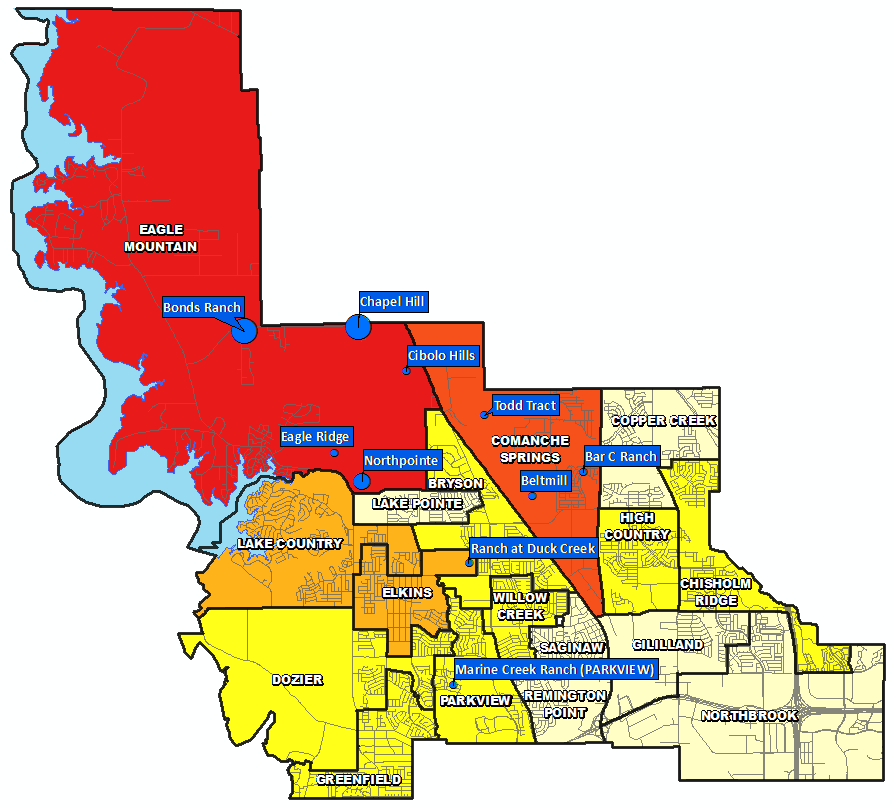 EAGLE
MOUNTAIN
Bonds Ranch
Chapel Hill
Cibolo Hills
Todd Tract
COPPER CREEK
Eagle Ridge
COMANCHE
SPRINGS
Bar C Ranch
Northpointe
BRYSON
Beltmill
LAKE POINTE
HIGH
COUNTRY
LAKE COUNTRY
Ranch at Duck Creek
CHISHOLM
RIDGE
ELKINS
WILLOW
CREEK
SAGINAW
GILILLAND
Marine Creek Ranch (PARKVIEW)
DOZIER
PARKVIEW
REMINGTON
POINT
NORTHBROOK
GREENFIELD